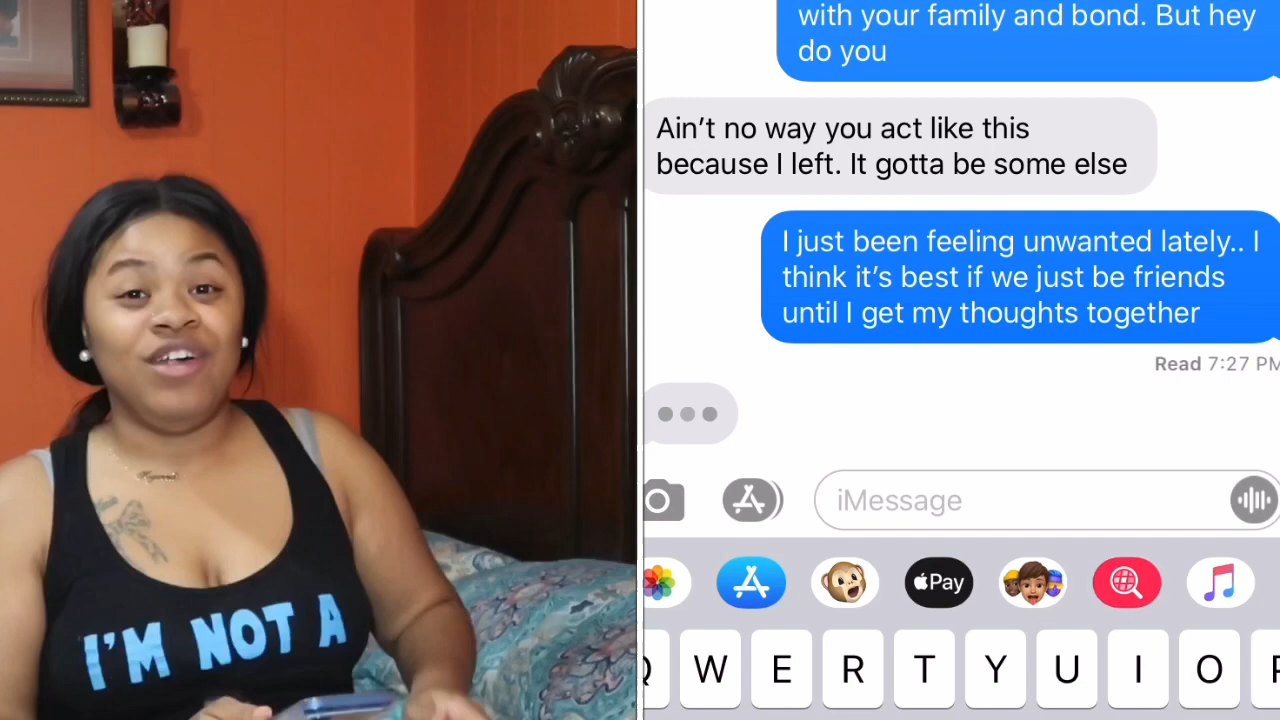 I'M NOT A
with your family and bond. But hey
do you
Ain't no way you act like this
because I left. It gotta be some else
I just been feeling unwanted lately.. I
think it's best if we just be friends
until I get my thoughts together
Read 7:27 PM
iMessage
Pay
Q W E R T Y U I O P